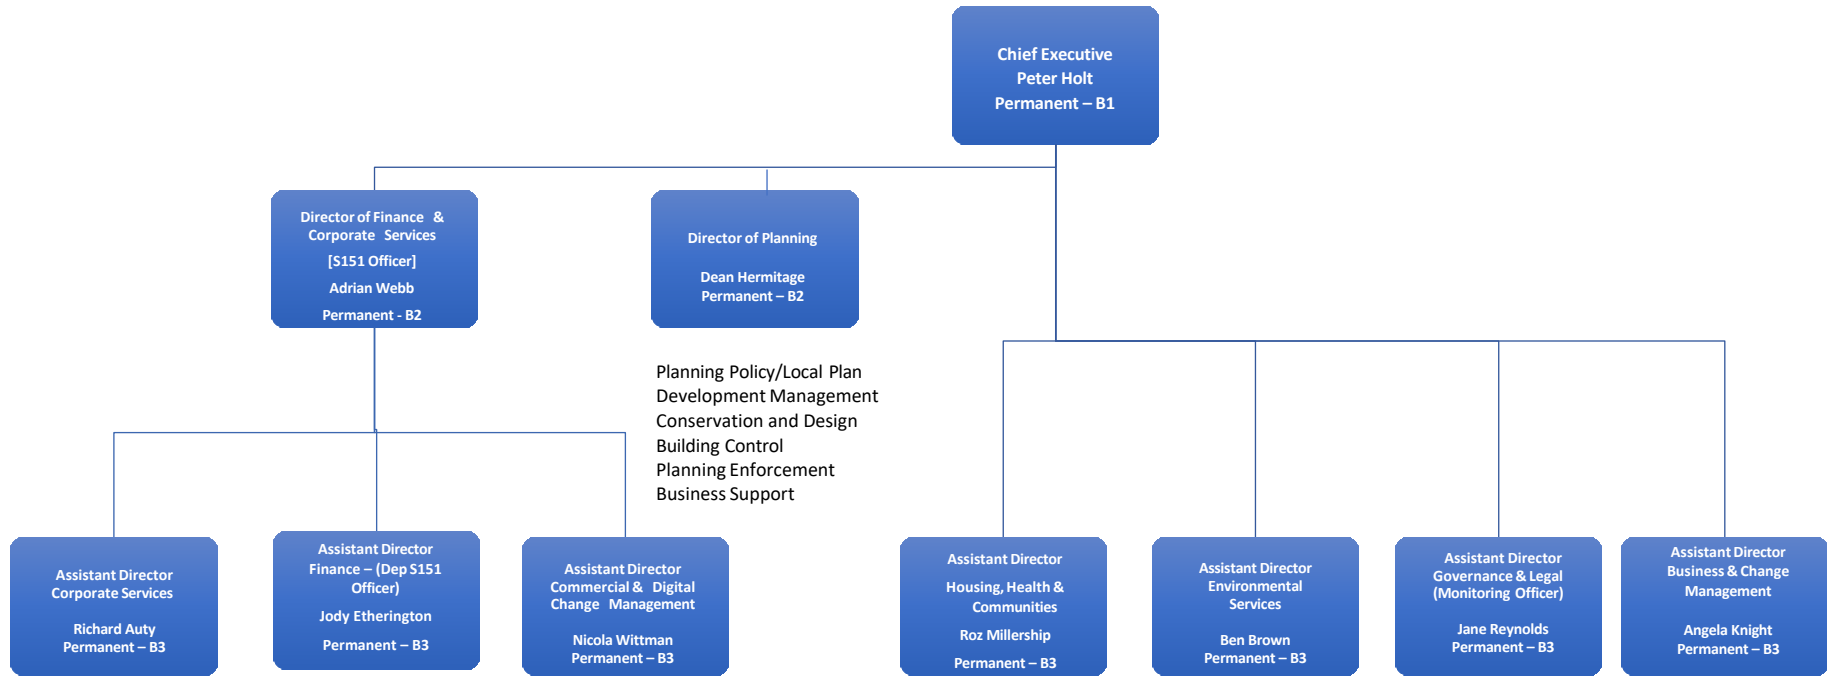 Chief Executive
Peter Holt
Permanent – B1
Director of Finance &
Corporate Services
[S151 Officer]
Adrian Webb
Permanent - B2
Director of Planning
Dean Hermitage
Permanent – B2
Planning Policy/Local Plan
Development Management
Conservation and Design
Building Control
Planning Enforcement
Business Support
Assistant Director
Corporate Services
Richard Auty
Permanent – B3
Assistant Director
Finance – (Dep S151
Officer)
Jody Etherington
Permanent – B3
Assistant Director
Commercial & Digital
Change Management
Nicola Wittman
Permanent – B3
Assistant Director
Housing, Health &
Communities
Roz Millership
Permanent – B3
Assistant Director
Environmental
Services
Ben Brown
Permanent – B3
Assistant Director
Governance & Legal
(Monitoring Officer)
Jane Reynolds
Permanent – B3
Assistant Director
Business & Change
Management
Angela Knight
Permanent – B3